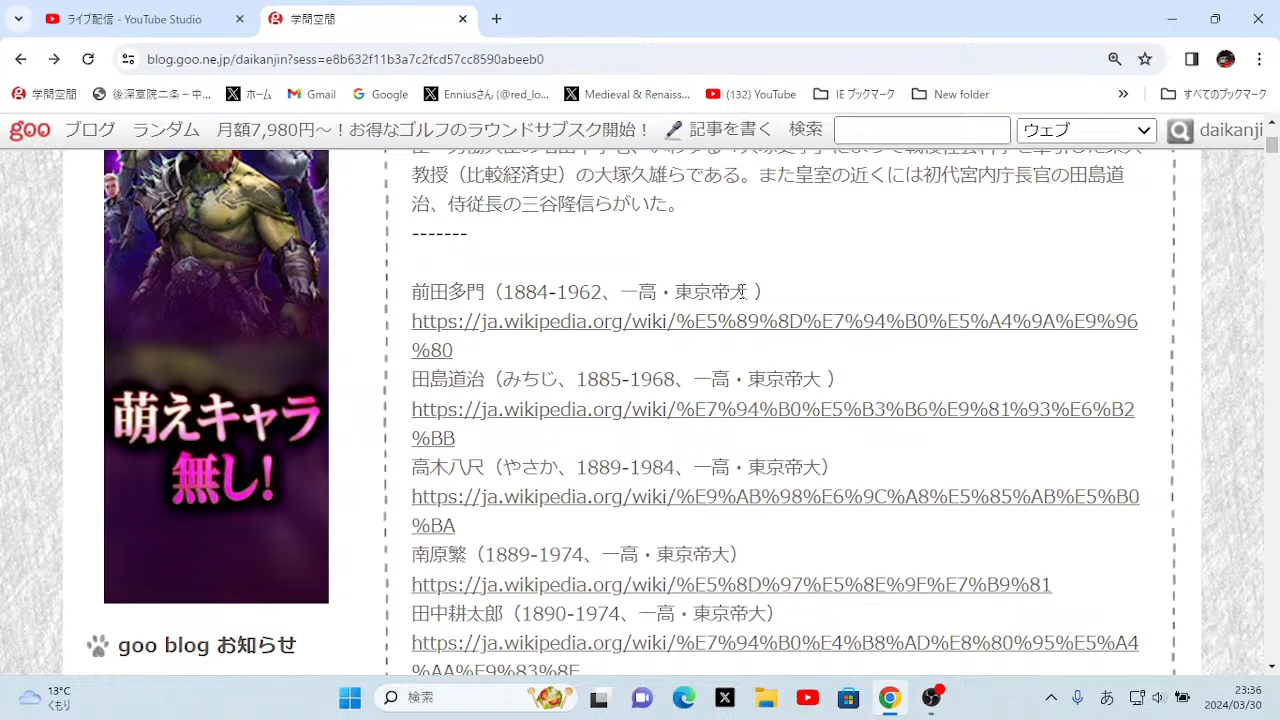 ライブ配信 - YouTube Studio
学問空間
blog.goo.ne.jp/daikanjin?sess=e8b632f11b3a7c2fcd57cc8590abeeb0
学問空間
後深草院二条 – 中...
ホーム
Gmail
Google
Enniusさん (@red_lo...
Medieval & Renaiss...
(132) YouTube
IE ブックマーク
New folder
»
すべてのブックマーク
goo
ブログ
ランダム
月額7,980円～！お得なゴルフのラウンドサブスク開始！
記事を書く
検索
ウェブ
daikanji
教授（比較経済史）の大塚久雄らである。また皇室の近くには初代宮内庁長官の田島道
治、侍従長の三谷隆信らがいた。
-------
前田多門（1884-1962、一高・東京帝大 ）
https://ja.wikipedia.org/wiki/%E5%89%8D%E7%94%B0%E5%A4%9A%E9%96
%80
田島道治（みちじ、1885-1968、一高・東京帝大 ）
https://ja.wikipedia.org/wiki/%E7%94%B0%E5%B3%B6%E9%81%93%E6%B2
%BB
高木八尺（やさか、1889-1984、一高・東京帝大）
https://ja.wikipedia.org/wiki/%E9%AB%98%E6%9C%A8%E5%85%AB%E5%B0
%BA
南原繁（1889-1974、一高・東京帝大）
https://ja.wikipedia.org/wiki/%E5%8D%97%E5%8E%9F%E7%B9%81
田中耕太郎（1890-1974、一高・東京帝大）
https://ja.wikipedia.org/wiki/%E7%94%B0%E4%B8%AD%E8%80%95%E5%A4
%AA%E9%83%8E
萌えキャラ
無し!
goo blog お知らせ
13°C
くもり
検索
あ
23:36
2024/03/30